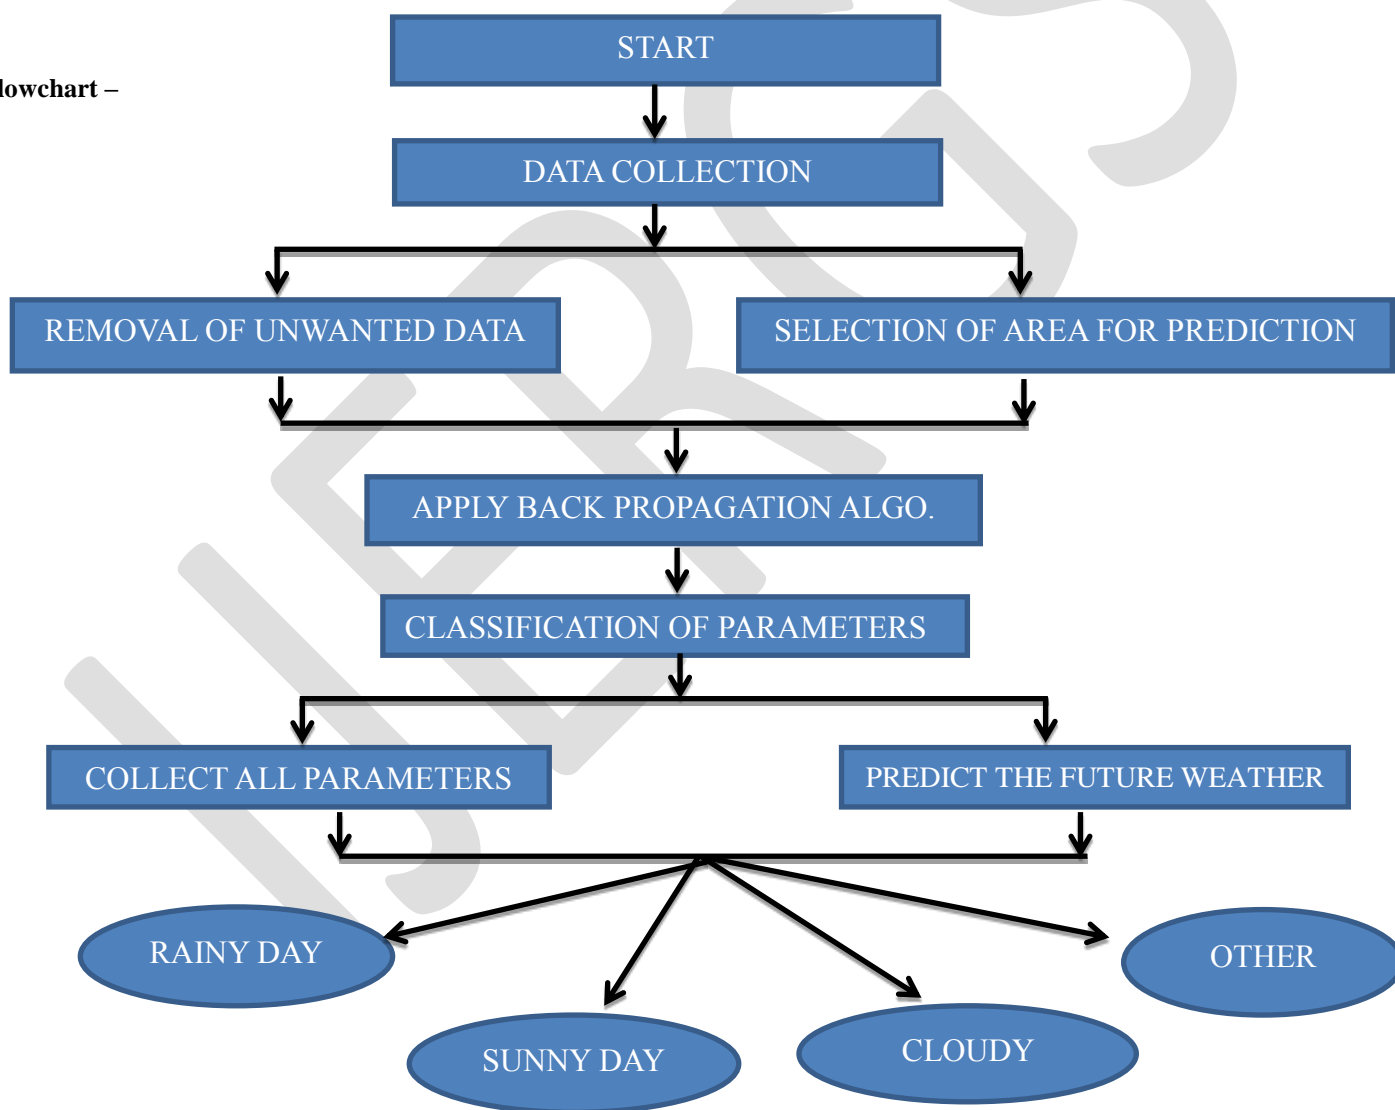 START
lowchart –
DATA COLLECTION
REMOVAL OF UNWANTED DATA
SELECTION OF AREA FOR PREDICTION
APPLY BACK PROPAGATION ALGO.
CLASSIFICATION OF PARAMETERS
COLLECT ALL PARAMETERS
PREDICT THE FUTURE WEATHER
RAINY DAY
OTHER
SUNNY DAY
CLOUDY
IJERGS